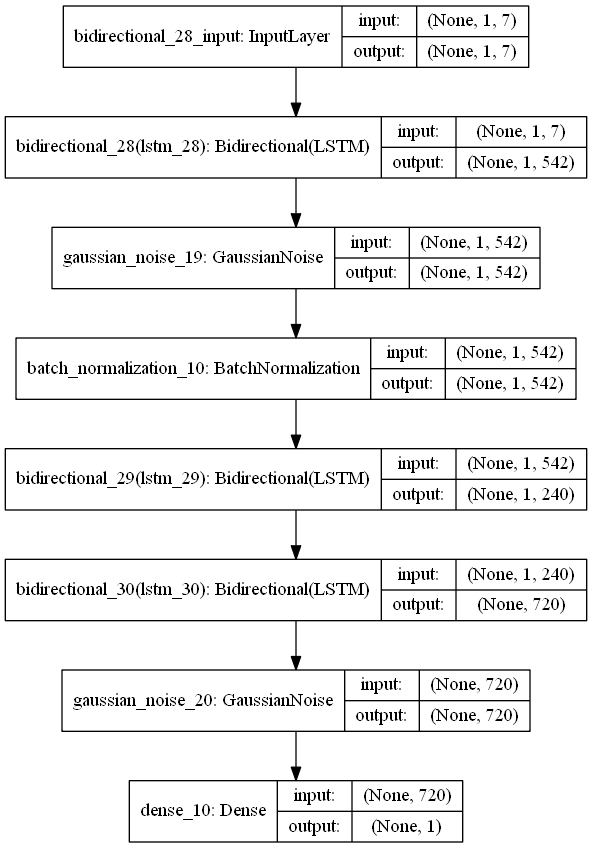 bidirectional_28_input: InputLayer
input: (None, 1, 7)
output: (None, 1, 7)
bidirectional_28(lstm_28): Bidirectional(LSTM)
input: (None, 1, 7)
output: (None, 1, 542)
gaussian_noise_19: GaussianNoise
input: (None, 1, 542)
output: (None, 1, 542)
batch_normalization_10: BatchNormalization
input: (None, 1, 542)
output: (None, 1, 542)
bidirectional_29(lstm_29): Bidirectional(LSTM)
input: (None, 1, 542)
output: (None, 1, 240)
bidirectional_30(lstm_30): Bidirectional(LSTM)
input: (None, 1, 240)
output: (None, 720)
gaussian_noise_20: GaussianNoise
input: (None, 720)
output: (None, 720)
dense_10: Dense
input: (None, 720)
output: (None, 1)